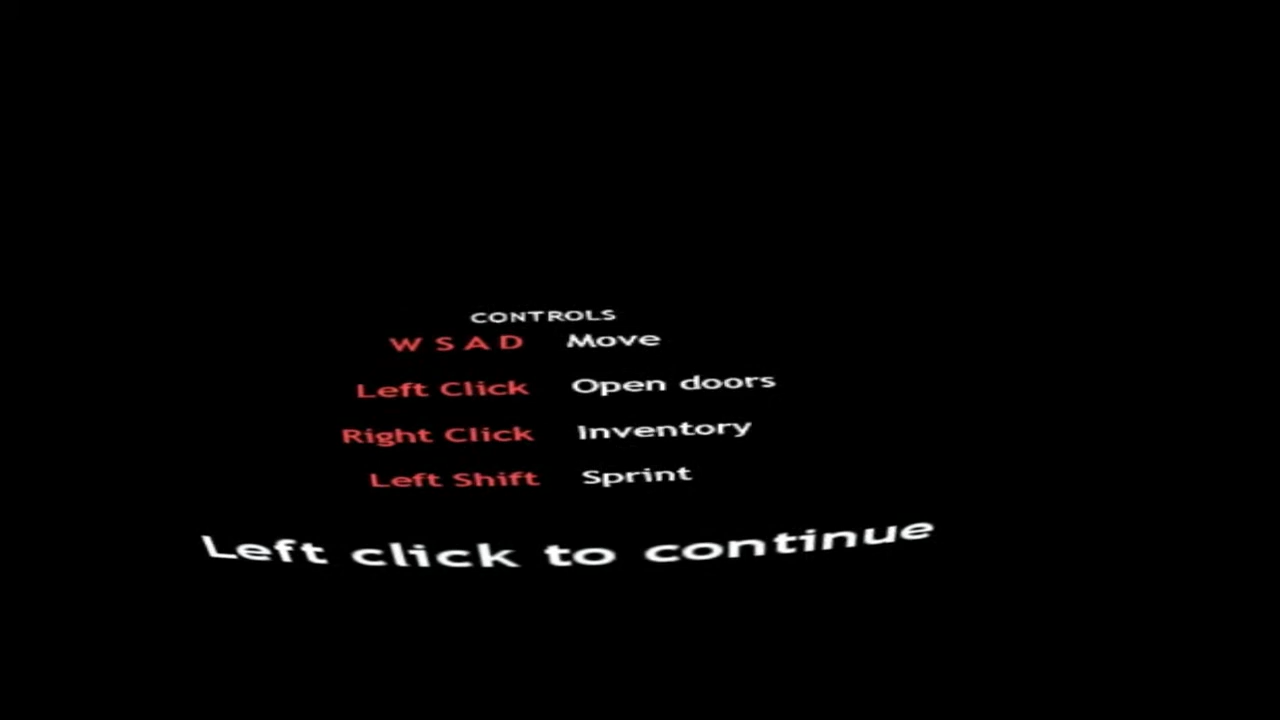 CONTROLS
W S A D Move
Left Click Open doors
Right Click Inventory
Left Shift Sprint
Left click to continue